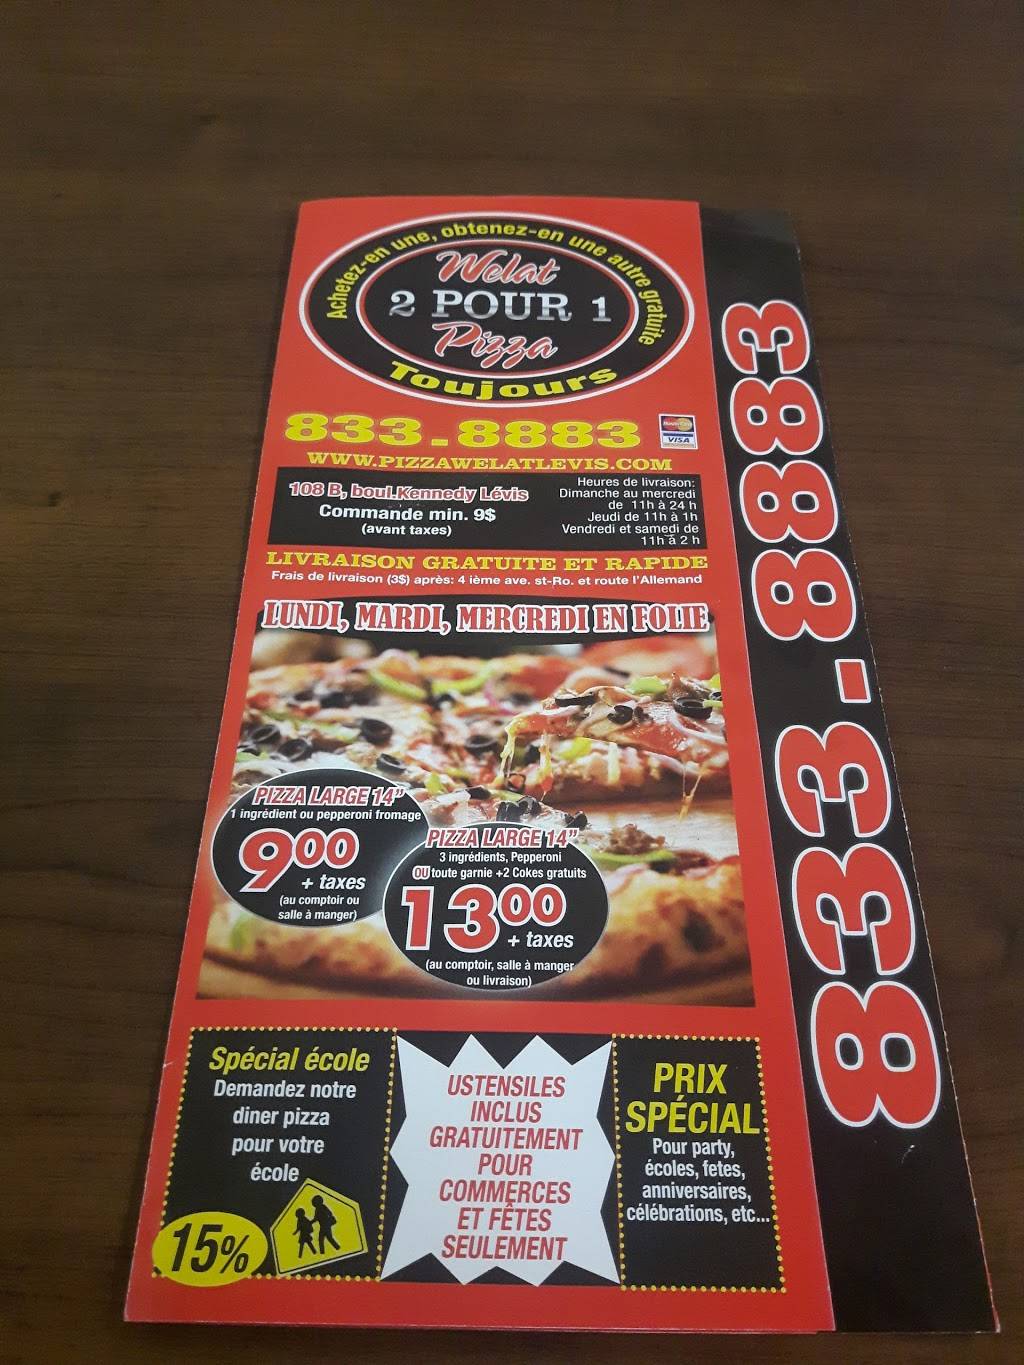 Achetez-en une, obtenez-en une autre gratuite
Welat
2 POUR 1
Pizza
Toujours
833.8883
MasterCard
VISA
WWW.PIZZAWELATLEVIS.COM
108 B, boul.Kennedy Lévis
Commande min. 9$
(avant taxes)
Heures de livraison:
Dimanche au mercredi
de 11h à 24 h
Jeudi de 11h à 1h
Vendredi et samedi de
11h à 2 h
LIVRAISON GRATUITE ET RAPIDE
Frais de livraison (3$) après: 4 ième ave. st-Ro. et route l'Allemand
LUNDI, MARDI, MERCREDI EN FOLIE
PIZZA LARGE 14"
1 ingrédient ou pepperoni fromage
9⁰⁰
+ taxes
(au comptoir ou
salle à manger)
PIZZA LARGE 14"
3 ingrédients, Pepperoni
OU toute garnie +2 Cokes gratuits
13⁰⁰
+ taxes
(au comptoir, salle à manger
ou livraison)
Spécial école
Demandez notre
diner pizza
pour votre
école
15%
USTENSILES
INCLUS
GRATUITEMENT
POUR
COMMERCES
ET FÊTES
SEULEMENT
PRIX
SPÉCIAL
Pour party,
écoles, fetes,
anniversaires,
célébrations, etc...
833.8883